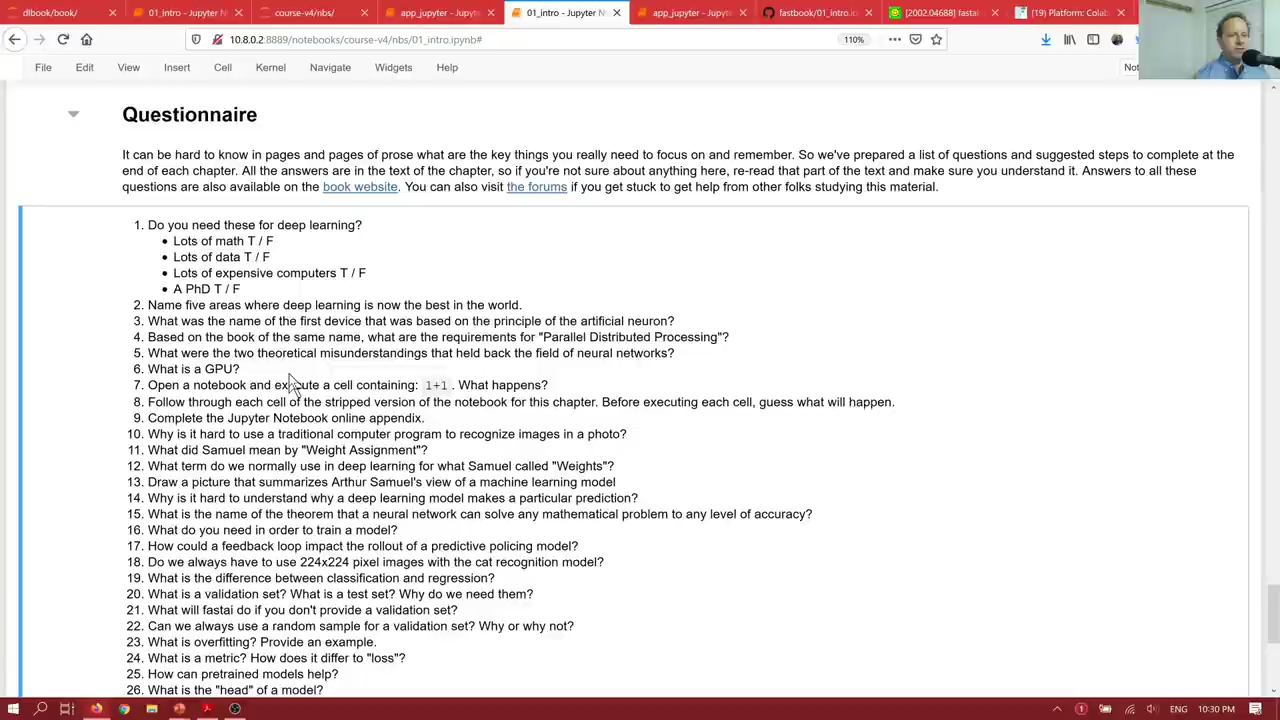 dlbook/book/
01_intro - Jupyter N
course-v4/nbs/
app_jupyter - Jupyte
01_intro - Jupyter N
app_jupyter - Jupyte
fastbook/01_intro.i
[2002.04688] fastai
(19) Platform: Colab
10.8.0.2:8889/notebooks/course-v4/nbs/01_intro.ipynb#
110%
File Edit View Insert Cell Kernel Navigate Widgets Help
Not
Questionnaire
It can be hard to know in pages and pages of prose what are the key things you really need to focus on and remember. So we've prepared a list of questions and suggested steps to complete at the
end of each chapter. All the answers are in the text of the chapter, so if you're not sure about anything here, re-read that part of the text and make sure you understand it. Answers to all these
questions are also available on the book website. You can also visit the forums if you get stuck to get help from other folks studying this material.
1. Do you need these for deep learning?
• Lots of math T / F
• Lots of data T / F
• Lots of expensive computers T / F
• A PhD T / F
2. Name five areas where deep learning is now the best in the world.
3. What was the name of the first device that was based on the principle of the artificial neuron?
4. Based on the book of the same name, what are the requirements for "Parallel Distributed Processing"?
5. What were the two theoretical misunderstandings that held back the field of neural networks?
6. What is a GPU?
7. Open a notebook and execute a cell containing: 1+1. What happens?
8. Follow through each cell of the stripped version of the notebook for this chapter. Before executing each cell, guess what will happen.
9. Complete the Jupyter Notebook online appendix.
10. Why is it hard to use a traditional computer program to recognize images in a photo?
11. What did Samuel mean by "Weight Assignment"?
12. What term do we normally use in deep learning for what Samuel called "Weights"?
13. Draw a picture that summarizes Arthur Samuel's view of a machine learning model
14. Why is it hard to understand why a deep learning model makes a particular prediction?
15. What is the name of the theorem that a neural network can solve any mathematical problem to any level of accuracy?
16. What do you need in order to train a model?
17. How could a feedback loop impact the rollout of a predictive policing model?
18. Do we always have to use 224x224 pixel images with the cat recognition model?
19. What is the difference between classification and regression?
20. What is a validation set? What is a test set? Why do we need them?
21. What will fastai do if you don't provide a validation set?
22. Can we always use a random sample for a validation set? Why or why not?
23. What is overfitting? Provide an example.
24. What is a metric? How does it differ to "loss"?
25. How can pretrained models help?
26. What is the "head" of a model?
ENG 10:30 PM